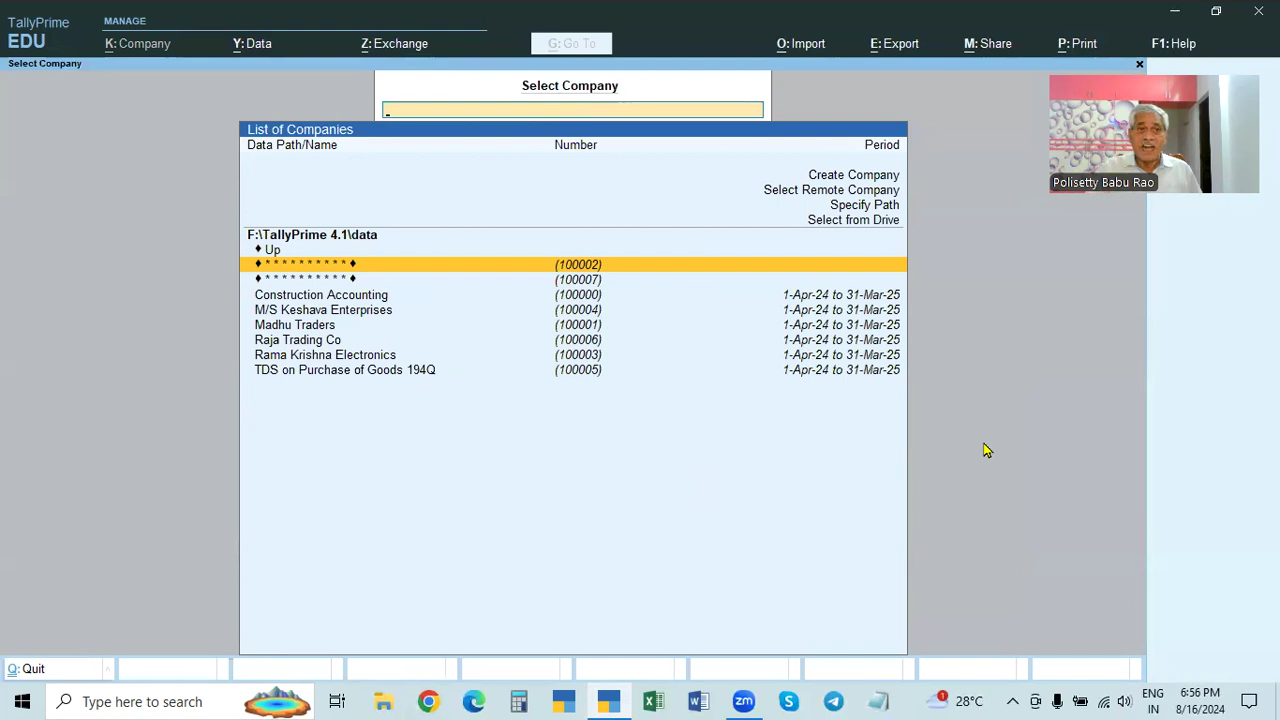 TallyPrime
EDU
MANAGE
K: Company
Y: Data
Z: Exchange
G: Go To
O: Import
E: Export
M: Share
P: Print
F1: Help
Select Company
Select Company
List of Companies
Data Path/Name Number Period
Create Company
Select Remote Company
Specify Path
Select from Drive
F:\TallyPrime 4.1\data
♦ Up
♦ * * * * * * * * * * ♦ (100002)
♦ * * * * * * * * * * ♦ (100007)
Construction Accounting (100000) 1-Apr-24 to 31-Mar-25
M/S Keshava Enterprises (100004) 1-Apr-24 to 31-Mar-25
Madhu Traders (100001) 1-Apr-24 to 31-Mar-25
Raja Trading Co (100006) 1-Apr-24 to 31-Mar-25
Rama Krishna Electronics (100003) 1-Apr-24 to 31-Mar-25
TDS on Purchase of Goods 194Q (100005) 1-Apr-24 to 31-Mar-25
Polisetty Babu Rao
Q: Quit
Type here to search
1
28°C
ENG
IN
6:56 PM
8/16/2024